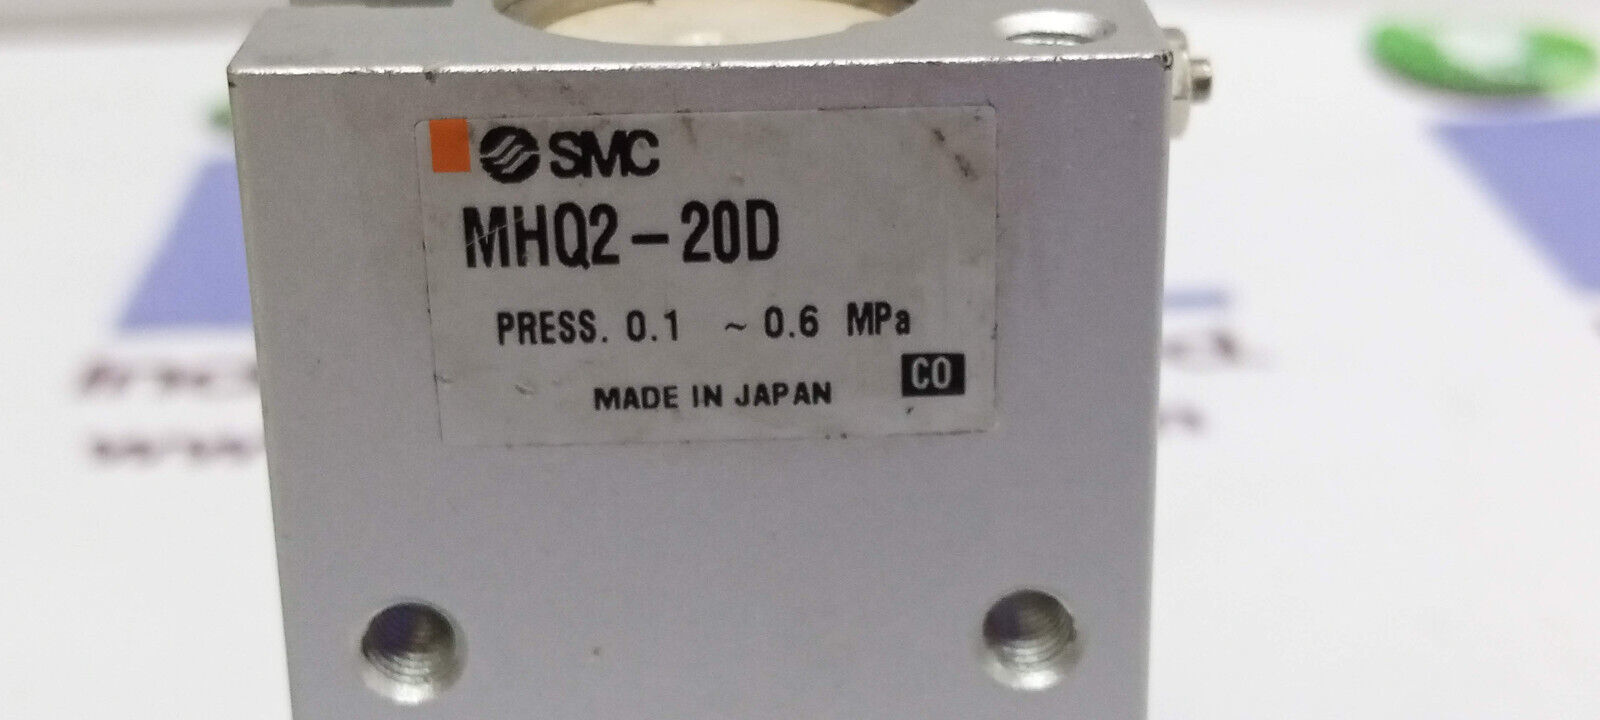 SMC
MHQ2-20D
PRESS. 0.1 ~ 0.6 MPa
CO
MADE IN JAPAN